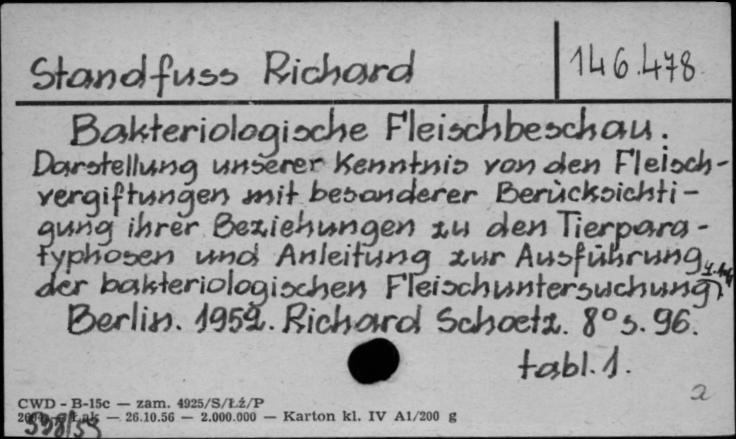 Standfuss Richard
146.478
Bakteriologische Fleischbeschau.
Darstellung unserer Kenntnis von den Fleisch-
vergiftungen mit besonderer Berücksichti-
gung ihrer Beziehungen zu den Tierpara-
typhosen und Anleitung zur Ausführung
der bakteriologischen Fleischuntersuchung.
Berlin. 1952. Richard Schoetz. 8° s. 96.
tabl. 1.
a
CWD - B-15c — zam. 4925/S/Łź/P
— 26.10.56 — 2.000.000 — Karton kl. IV A1/200 g